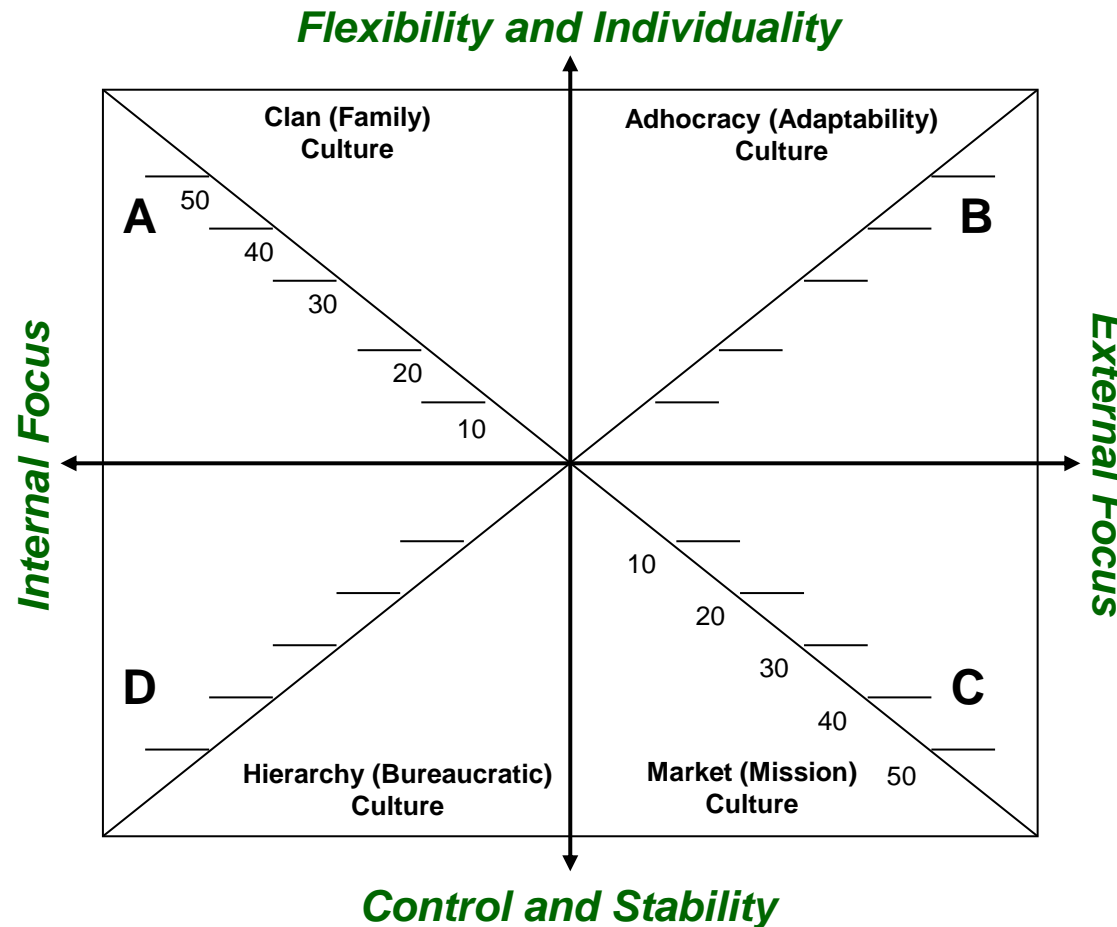 Flexibility and Individuality
Clan (Family)
Culture
Adhocracy (Adaptability)
Culture
A
50
40
30
20
10
B
Internal Focus
External Focus
D
10
20
30
40
50
C
Hierarchy (Bureaucratic)
Culture
Market (Mission)
Culture
Control and Stability